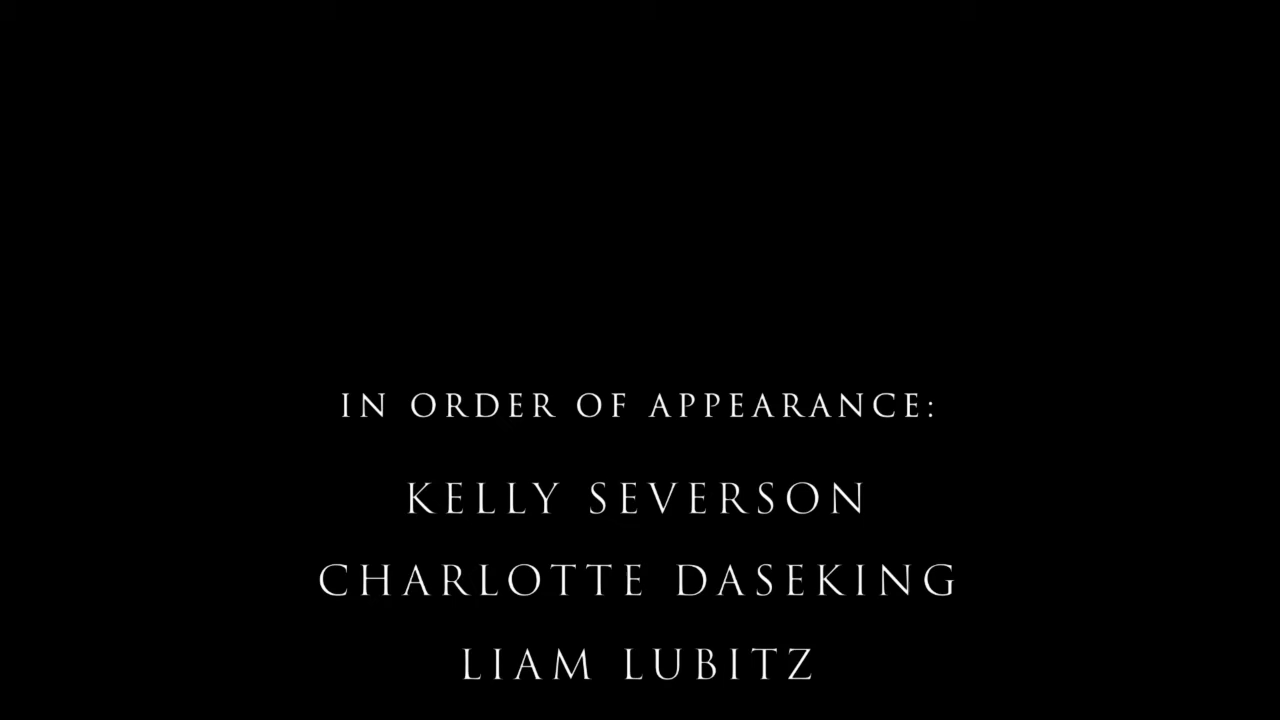 IN ORDER OF APPEARANCE:
KELLY SEVERSON
CHARLOTTE DASEKING
LIAM LUBITZ